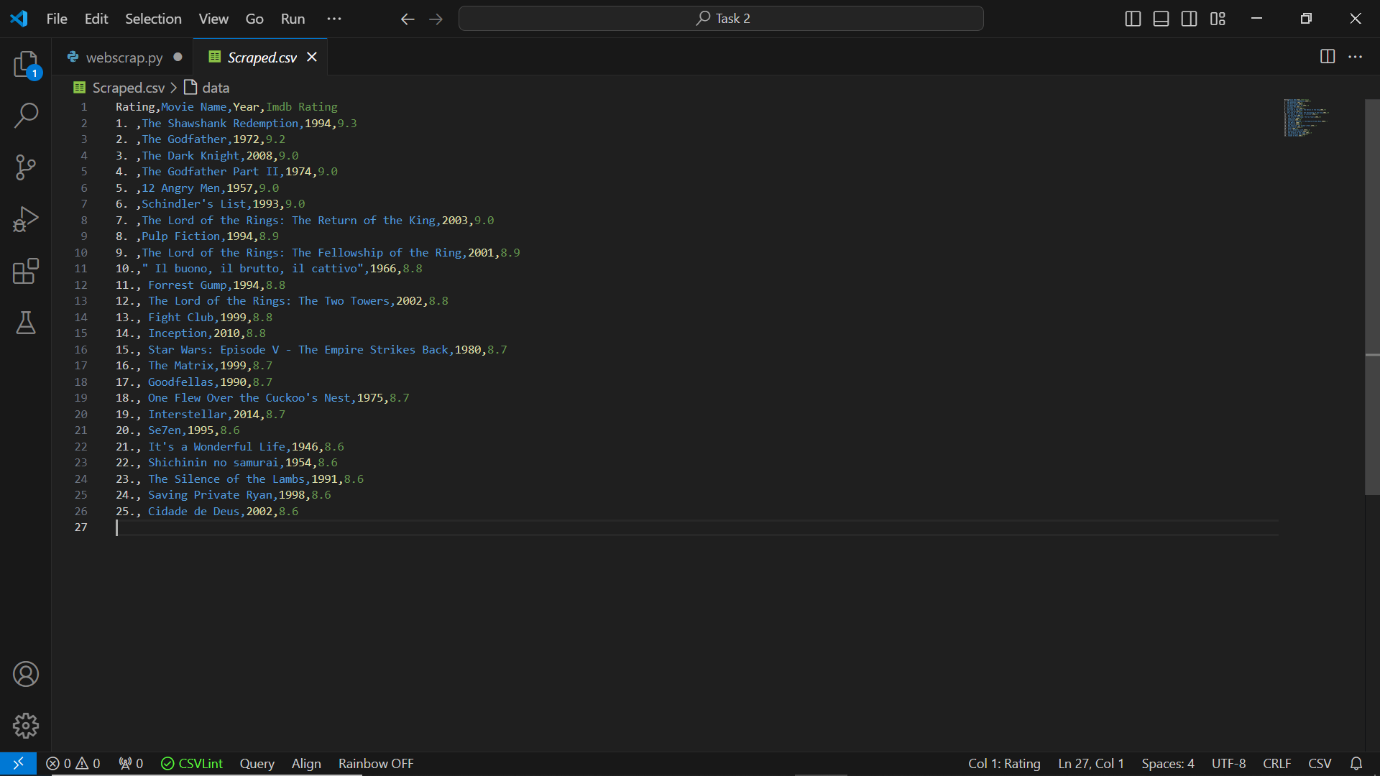 File Edit Selection View Go Run ··· Task 2
webscrap.py Scraped.csv
1
Scraped.csv > data
1 Rating,Movie Name,Year,Imdb Rating
2 1. ,The Shawshank Redemption,1994,9.3
3 2. ,The Godfather,1972,9.2
4 3. ,The Dark Knight,2008,9.0
5 4. ,The Godfather Part II,1974,9.0
6 5. ,12 Angry Men,1957,9.0
7 6. ,Schindler's List,1993,9.0
8 7. ,The Lord of the Rings: The Return of the King,2003,9.0
9 8. ,Pulp Fiction,1994,8.9
10 9. ,The Lord of the Rings: The Fellowship of the Ring,2001,8.9
11 10.," Il buono, il brutto, il cattivo",1966,8.8
12 11., Forrest Gump,1994,8.8
13 12., The Lord of the Rings: The Two Towers,2002,8.8
14 13., Fight Club,1999,8.8
15 14., Inception,2010,8.8
16 15., Star Wars: Episode V - The Empire Strikes Back,1980,8.7
17 16., The Matrix,1999,8.7
18 17., Goodfellas,1990,8.7
19 18., One Flew Over the Cuckoo's Nest,1975,8.7
20 19., Interstellar,2014,8.7
21 20., Se7en,1995,8.6
22 21., It's a Wonderful Life,1946,8.6
23 22., Shichinin no samurai,1954,8.6
24 23., The Silence of the Lambs,1991,8.6
25 24., Saving Private Ryan,1998,8.6
26 25., Cidade de Deus,2002,8.6
27
0 0 0 CSVLint Query Align Rainbow OFF Col 1: Rating Ln 27, Col 1 Spaces: 4 UTF-8 CRLF CSV